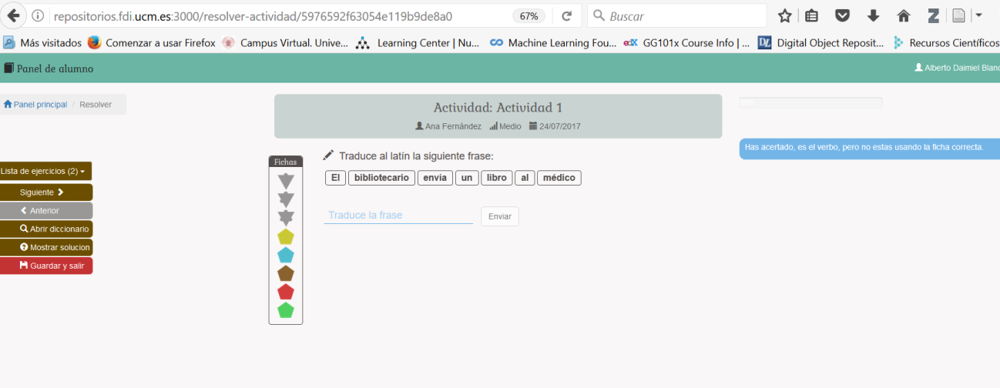 repositorios.fdi.ucm.es:3000/resolver-actividad/5976592f63054e119b9de8a0 67% Buscar
Más visitados Comenzar a usar Firefox Campus Virtual. Unive... Learning Center | Nu... Machine Learning Fou... edX GG101x Course Info | ... DL Digital Object Reposit... Recursos Científicos
Panel de alumno Alberto Daimiel Blanc
Panel principal / Resolver
Actividad: Actividad 1
Ana Fernández Medio 24/07/2017
Has acertado, es el verbo, pero no estas usando la ficha correcta.
Lista de ejercicios (2)
Siguiente
Anterior
Abrir diccionario
Mostrar solucion
Guardar y salir
Fichas
Traduce al latín la siguiente frase:
El bibliotecario envía un libro al médico
Traduce la frase Enviar